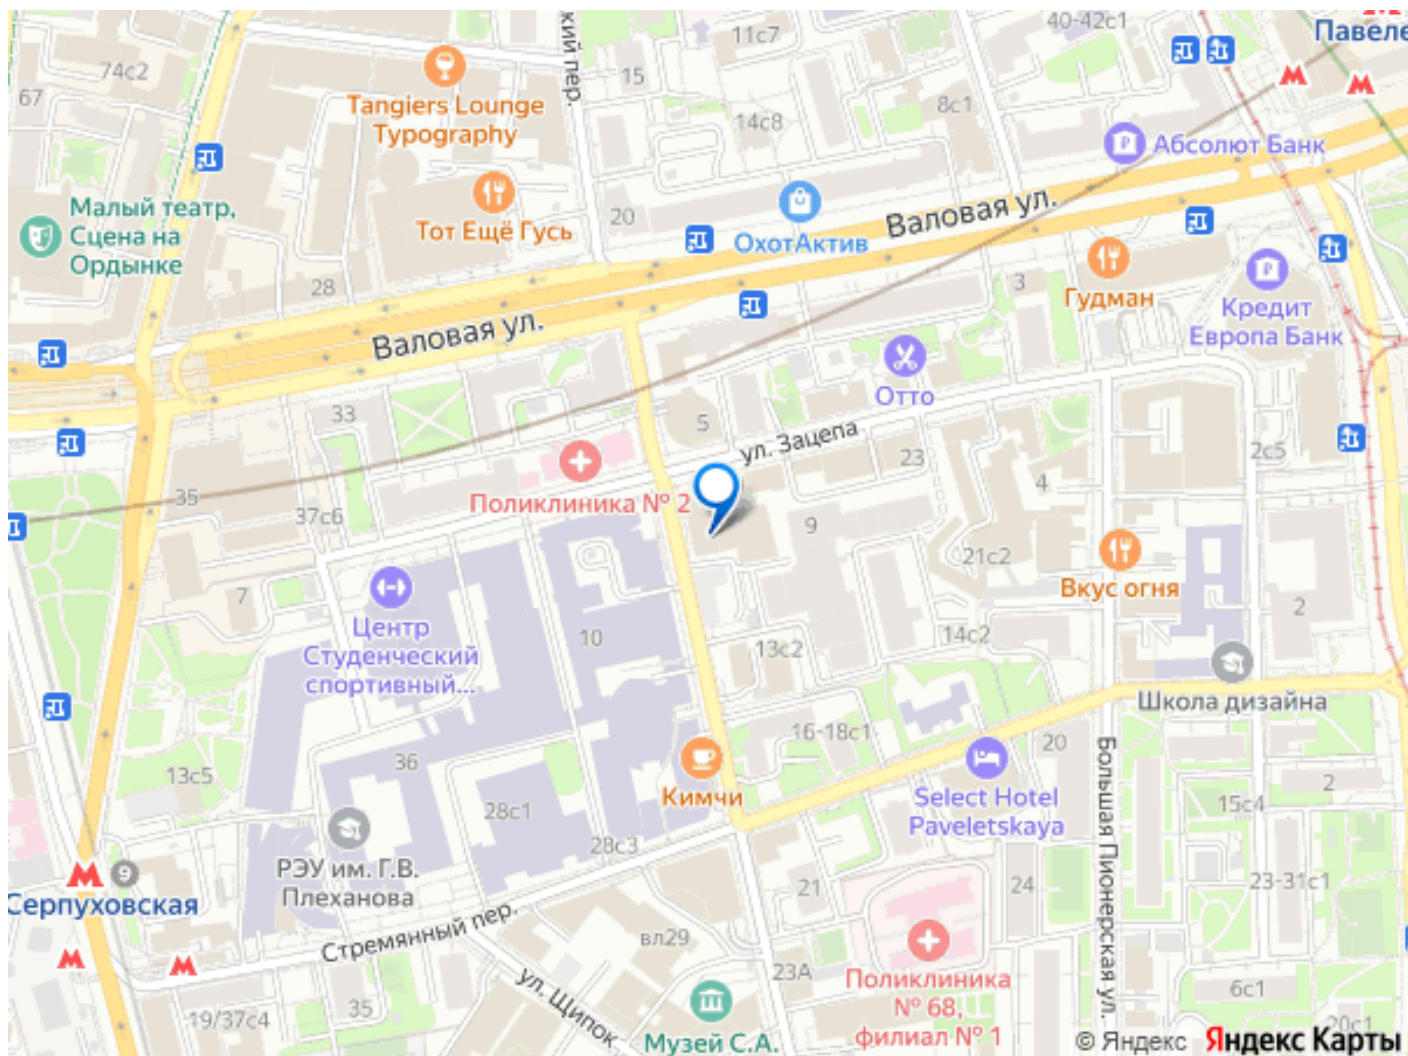 40-42с1
Павеле
11с7
74с2
15
ский пер.
67
Tangiers Lounge
Typography
8с1
14с8
Абсолют Банк
Малый театр,
Сцена на
Ордынке
Тот Ещё Гусь
20
Валовая ул.
ОхотАктив
28
3
Гудман
Кредит
Европа Банк
Валовая ул.
Отто
33
5
ул. Зацепа
23
2с5
Поликлиника № 2
4
35
37с6
9
21с2
Вкус огня
7
2
Центр
Студенческий
спортивный...
10
13с2
14с2
Школа дизайна
16-18с1
20
13с5
36
Кимчи
Select Hotel
Paveletskaya
Большая Пионерская ул.
2
15с4
28с1
28с3
РЭУ им. Г.В.
Плеханова
9
Серпуховская
21
24
23-31с1
Стремянный пер.
вл29
ул. Щипок
23А
Поликлиника
№ 68,
филиал № 1
6с1
35
19/37с4
Музей С.А.
20с1
© Яндекс Яндекс Карты